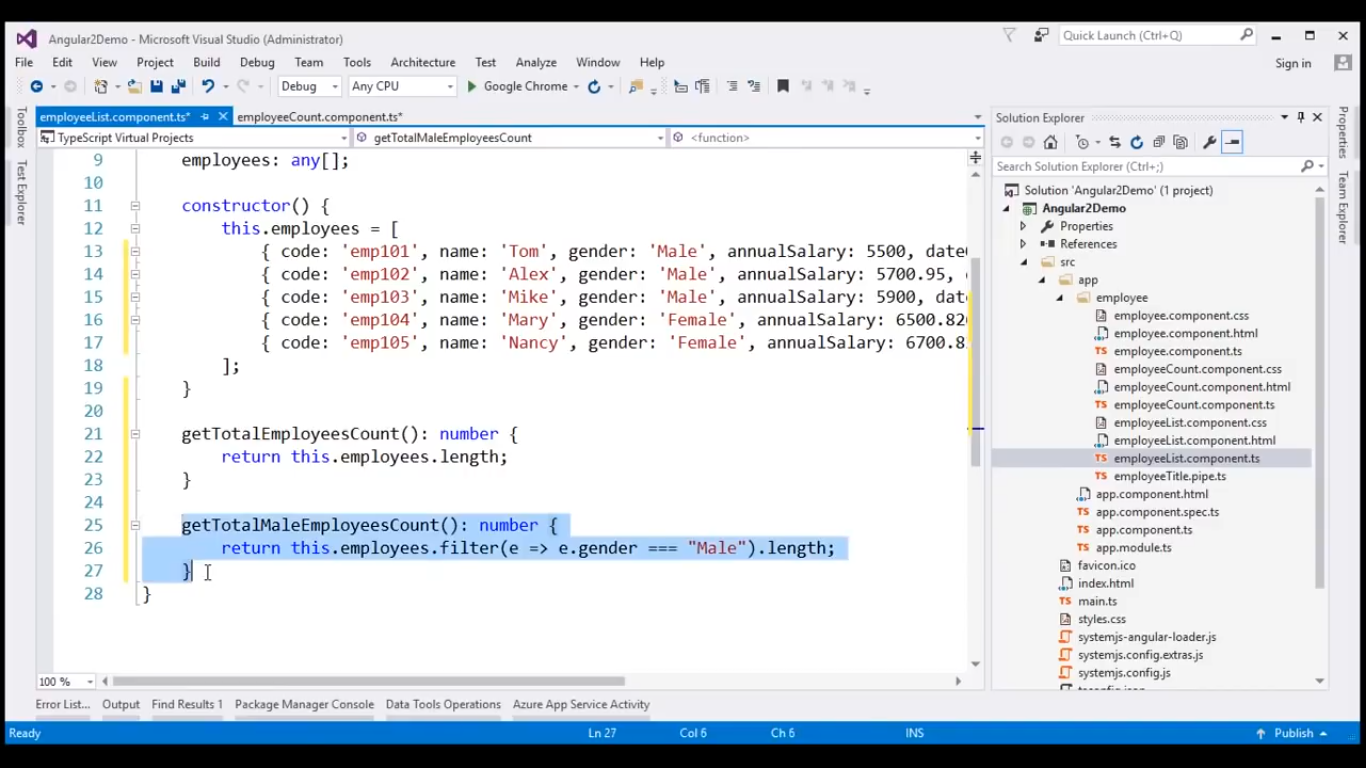 Angular2Demo - Microsoft Visual Studio (Administrator)
Quick Launch (Ctrl+Q)
File Edit View Project Build Debug Team Tools Architecture Test Analyze Window Help
Sign in
Debug Any CPU Google Chrome
Toolbox
Test Explorer
employeeList.component.ts* employeeCount.component.ts*
TypeScript Virtual Projects getTotalMaleEmployeesCount <function>
9 employees: any[];
10
11 constructor() {
12 this.employees = [
13 { code: 'emp101', name: 'Tom', gender: 'Male', annualSalary: 5500, date
14 { code: 'emp102', name: 'Alex', gender: 'Male', annualSalary: 5700.95,
15 { code: 'emp103', name: 'Mike', gender: 'Male', annualSalary: 5900, dat
16 { code: 'emp104', name: 'Mary', gender: 'Female', annualSalary: 6500.82
17 { code: 'emp105', name: 'Nancy', gender: 'Female', annualSalary: 6700.8
18 ];
19 }
20
21 getTotalEmployeesCount(): number {
22 return this.employees.length;
23 }
24
25 getTotalMaleEmployeesCount(): number {
26 return this.employees.filter(e => e.gender === "Male").length;
27 }
28 }
100 %
Error List... Output Find Results 1 Package Manager Console Data Tools Operations Azure App Service Activity
Ready Ln 27 Col 6 Ch 6 INS Publish
Solution Explorer
Search Solution Explorer (Ctrl+;)
Solution 'Angular2Demo' (1 project)
Angular2Demo
Properties
References
src
app
employee
employee.component.css
employee.component.html
TS employee.component.ts
employeeCount.component.css
employeeCount.component.html
TS employeeCount.component.ts
employeeList.component.css
employeeList.component.html
TS employeeList.component.ts
TS employeeTitle.pipe.ts
app.component.html
TS app.component.spec.ts
TS app.component.ts
TS app.module.ts
favicon.ico
index.html
TS main.ts
styles.css
systemjs-angular-loader.js
systemjs.config.extras.js
systemjs.config.js
Properties
Team Explorer